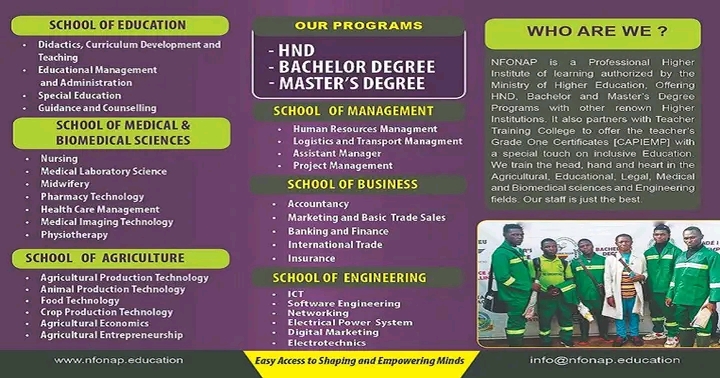 SCHOOL OF EDUCATION
• Didactics, Curriculum Development and
Teaching
• Educational Management
and Administration
• Special Education
• Guidance and Counselling
SCHOOL OF MEDICAL &
BIOMEDICAL SCIENCES
• Nursing
• Medical Laboratory Science
• Midwifery
• Pharmacy Technology
• Health Care Management
• Medical Imaging Technology
• Physiotherapy
SCHOOL OF AGRICULTURE
• Agricultural Production Technology
• Animal Production Technology
• Food Technology
• Crop Production Technology
• Agricultural Economics
• Agricultural Entrepreneurship
www.nfonap.education
OUR PROGRAMS
- HND
- BACHELOR DEGREE
- MASTER'S DEGREE
SCHOOL OF MANAGEMENT
• Human Resources Managment
• Logistics and Transport Managment
• Assistant Manager
• Project Management
SCHOOL OF BUSINESS
• Accountancy
• Marketing and Basic Trade Sales
• Banking and Finance
• International Trade
• Insurance
SCHOOL OF ENGINEERING
• ICT
• Software Engineering
• Networking
• Electrical Power System
• Digital Marketing
• Electrotechnics
Easy Access to Shaping and Empowering Minds
WHO ARE WE ?
NFONAP is a Professional Higher
Institute of learning authorized by the
Ministry of Higher Education, Offering
HND, Bachelor and Master's Degree
Programs with other renown Higher
Institutions. It also partners with Teacher
Training College to offer the teacher's
Grade One Certificates [CAPIEMP] with
a special touch on inclusive Education.
We train the head, hand and heart in the
Agricultural, Educational, Legal, Medical
and Biomedical sciences and Engineering
fields. Our staff is just the best.
info@nfonap.education